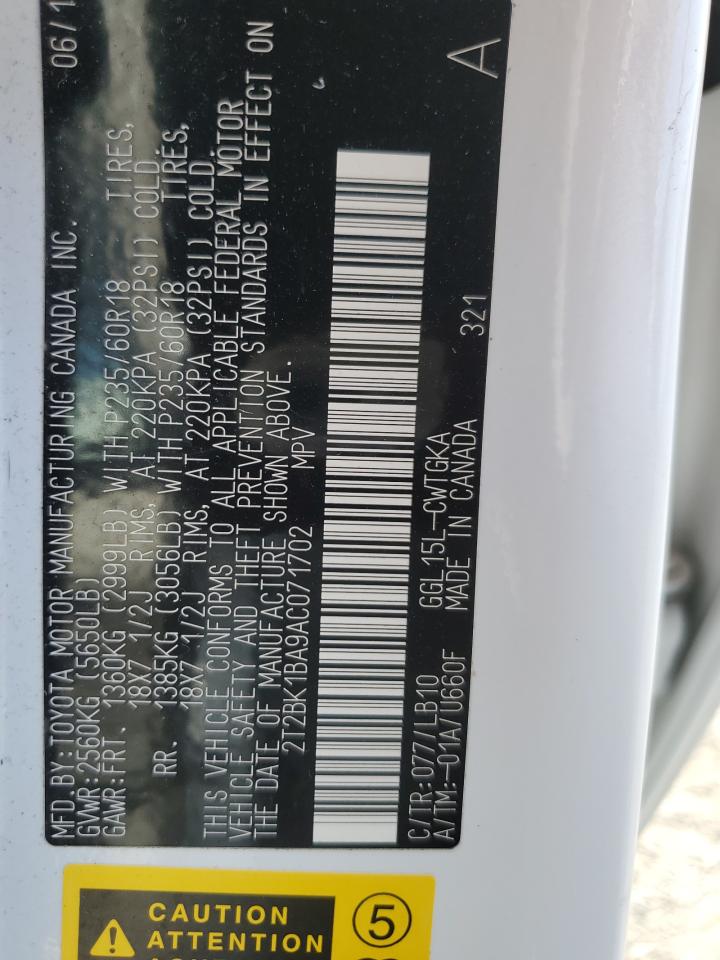 MFD.BY:TOYOTA MOTOR MANUFACTURING CANADA INC. 06/1
GVWR:2560KG (5650LB)
GAWR:FRT. 1360KG (2999LB) WITH P235/60R18 TIRES,
18X7 1/2J RIMS, AT 220KPA (32PSI) COLD.
RR. 1385KG (3056LB) WITH P235/60R18 TIRES,
18X7 1/2J RIMS, AT 220KPA (32PSI) COLD.
THIS VEHICLE CONFORMS TO ALL APPLICABLE FEDERAL MOTOR
VEHICLE SAFETY AND THEFT PREVENTION STANDARDS IN EFFECT ON
THE DATE OF MANUFACTURE SHOWN ABOVE.
2T2BK1BA9AC071702 MPV
C/TR:077/LB10 GGL15L-CWTGKA 321 A
A/TM:-01A/U660F MADE IN CANADA
CAUTION
ATTENTION
5